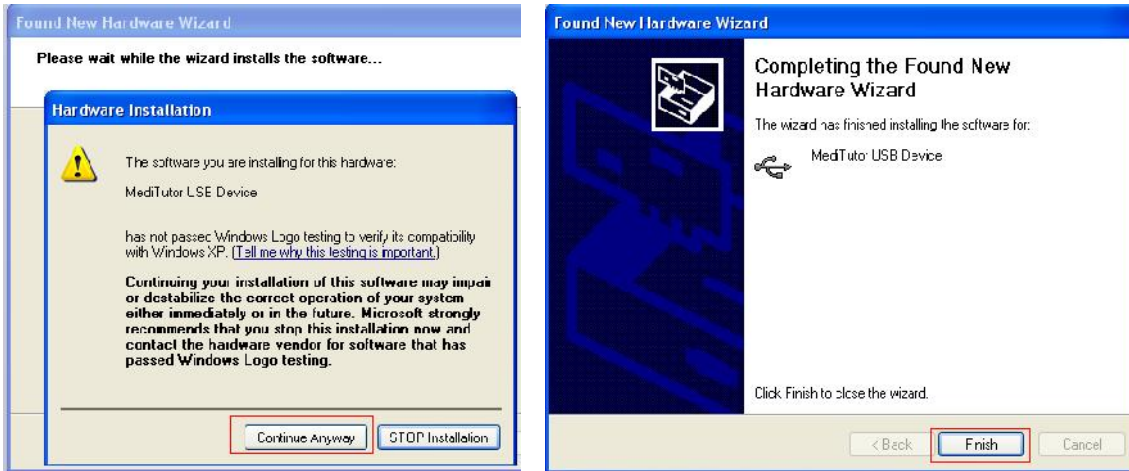 Found New Hardware Wizard
Please wait while the wizard installs the software...
Hardware Installation
The software you are installing for this hardware:
MediTutor USB Device
has not passed Windows Logo testing to verify its compatibility
with Windows XP. (Tell me why this testing is important.)
Continuing your installation of this software may impair
or destabilize the correct operation of your system
either immediately or in the future. Microsoft strongly
recommends that you stop this installation now and
contact the hardware vendor for software that has
passed Windows Logo testing.
Continue Anyway
STOP Installation
Found New Hardware Wizard
Completing the Found New
Hardware Wizard
The wizard has finished installing the software for:
MediTutor USB Device
Click Finish to close the wizard.
< Back
Finish
Cancel